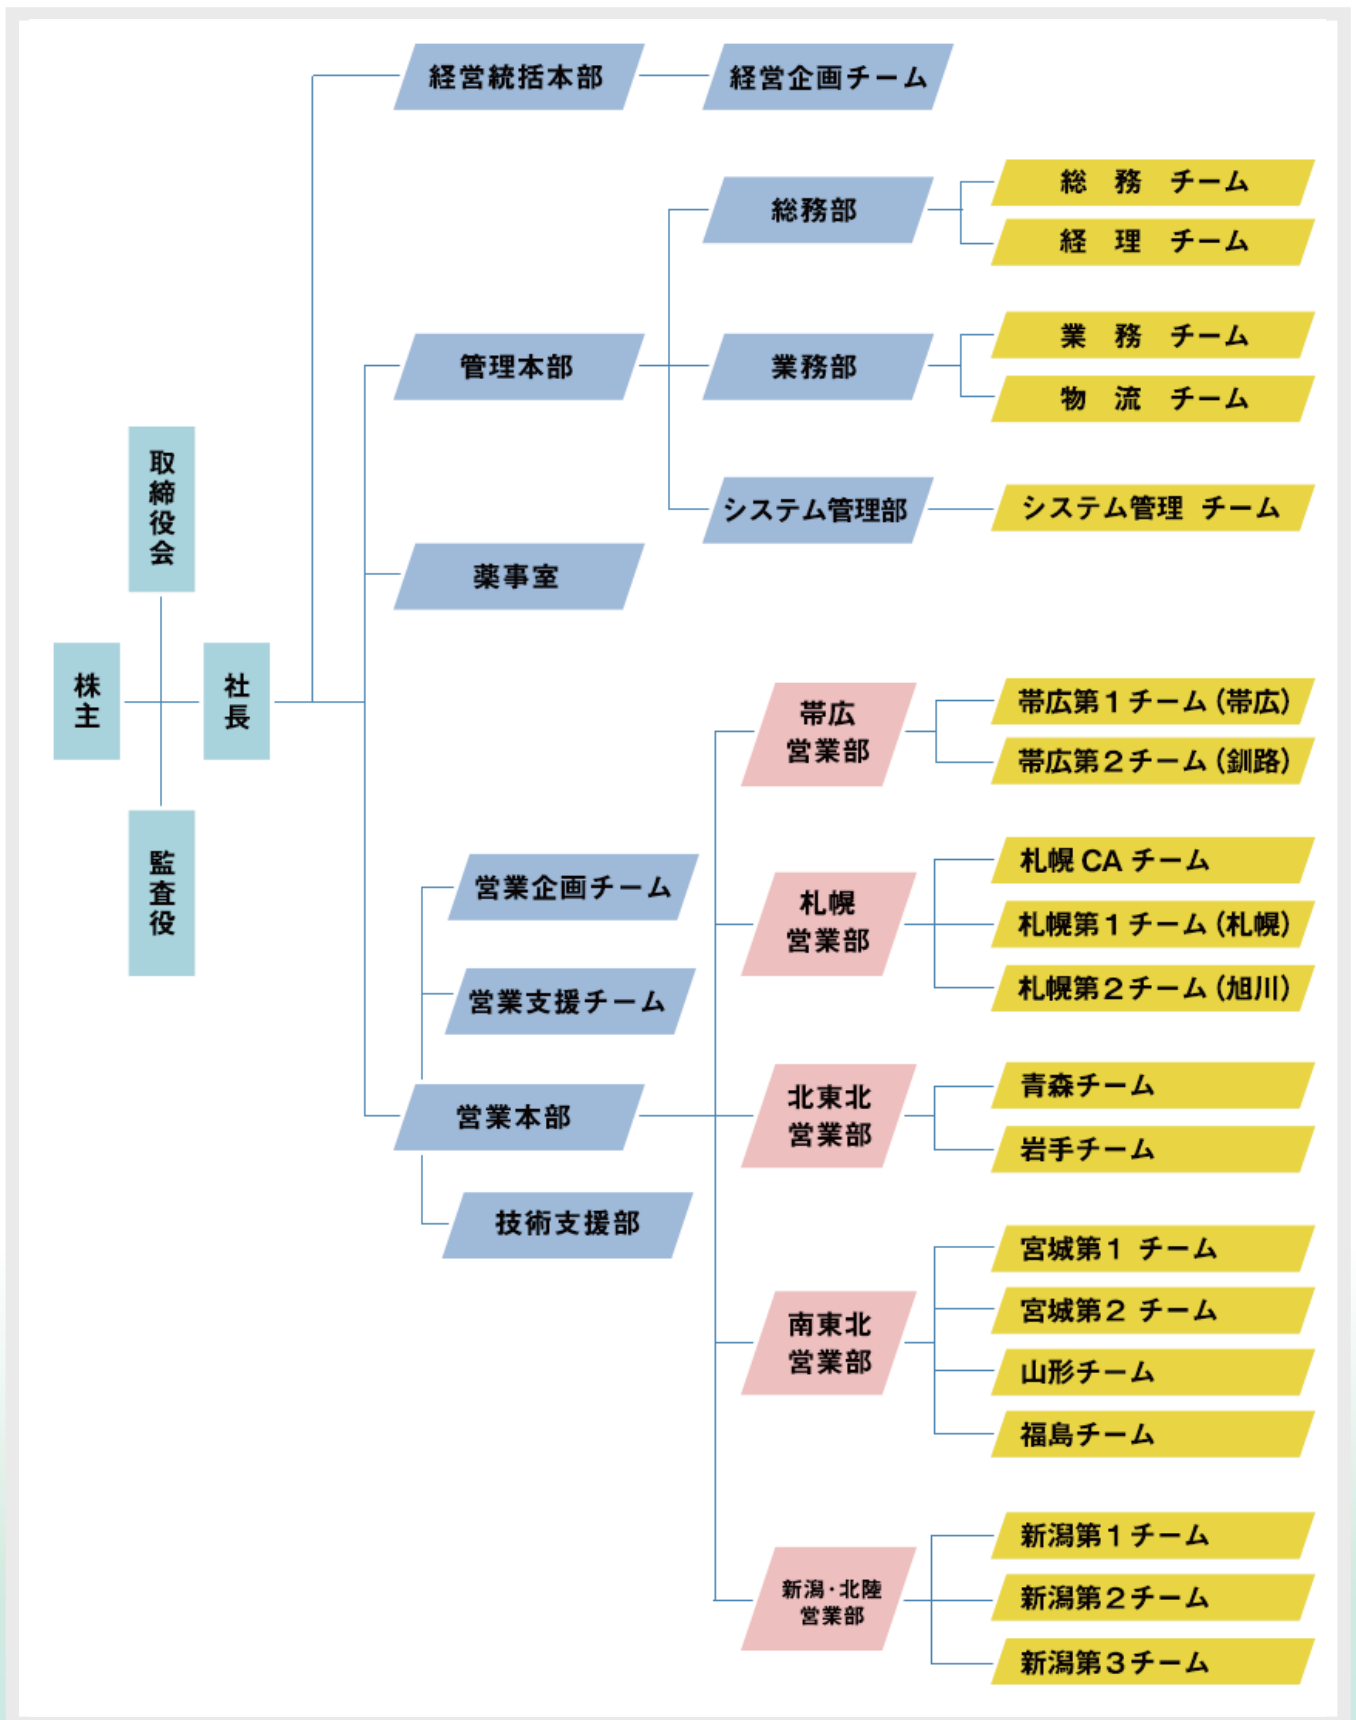 経営統括本部
経営企画チーム
総務部
総　務　チーム
経　理　チーム
管理本部
業務部
業　務　チーム
物　流　チーム
システム管理部
システム管理 チーム
薬事室
取締役会
株主
社長
監査役
帯広
営業部
帯広第1チーム(帯広)
帯広第2チーム(釧路)
営業企画チーム
営業支援チーム
営業本部
技術支援部
札幌
営業部
札幌 CA チーム
札幌第1チーム(札幌)
札幌第2チーム(旭川)
北東北
営業部
青森チーム
岩手チーム
南東北
営業部
宮城第1 チーム
宮城第2 チーム
山形チーム
福島チーム
新潟・北陸
営業部
新潟第1チーム
新潟第2チーム
新潟第3チーム